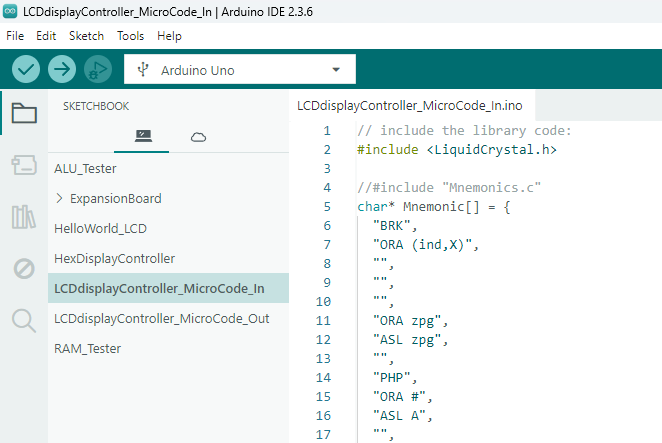 LCDdisplayController_MicroCode_In | Arduino IDE 2.3.6
File Edit Sketch Tools Help
Arduino Uno
SKETCHBOOK
ALU_Tester
ExpansionBoard
HelloWorld_LCD
HexDisplayController
LCDdisplayController_MicroCode_In
LCDdisplayController_MicroCode_Out
RAM_Tester
LCDdisplayController_MicroCode_In.ino
1 // include the library code:
2 #include <LiquidCrystal.h>
3
4 //#include "Mnemonics.c"
5 char* Mnemonic[] = {
6 "BRK",
7 "ORA (ind,X)",
8 "",
9 "",
10 "",
11 "ORA zpg",
12 "ASL zpg",
13 "",
14 "PHP",
15 "ORA #",
16 "ASL A",
17 "",